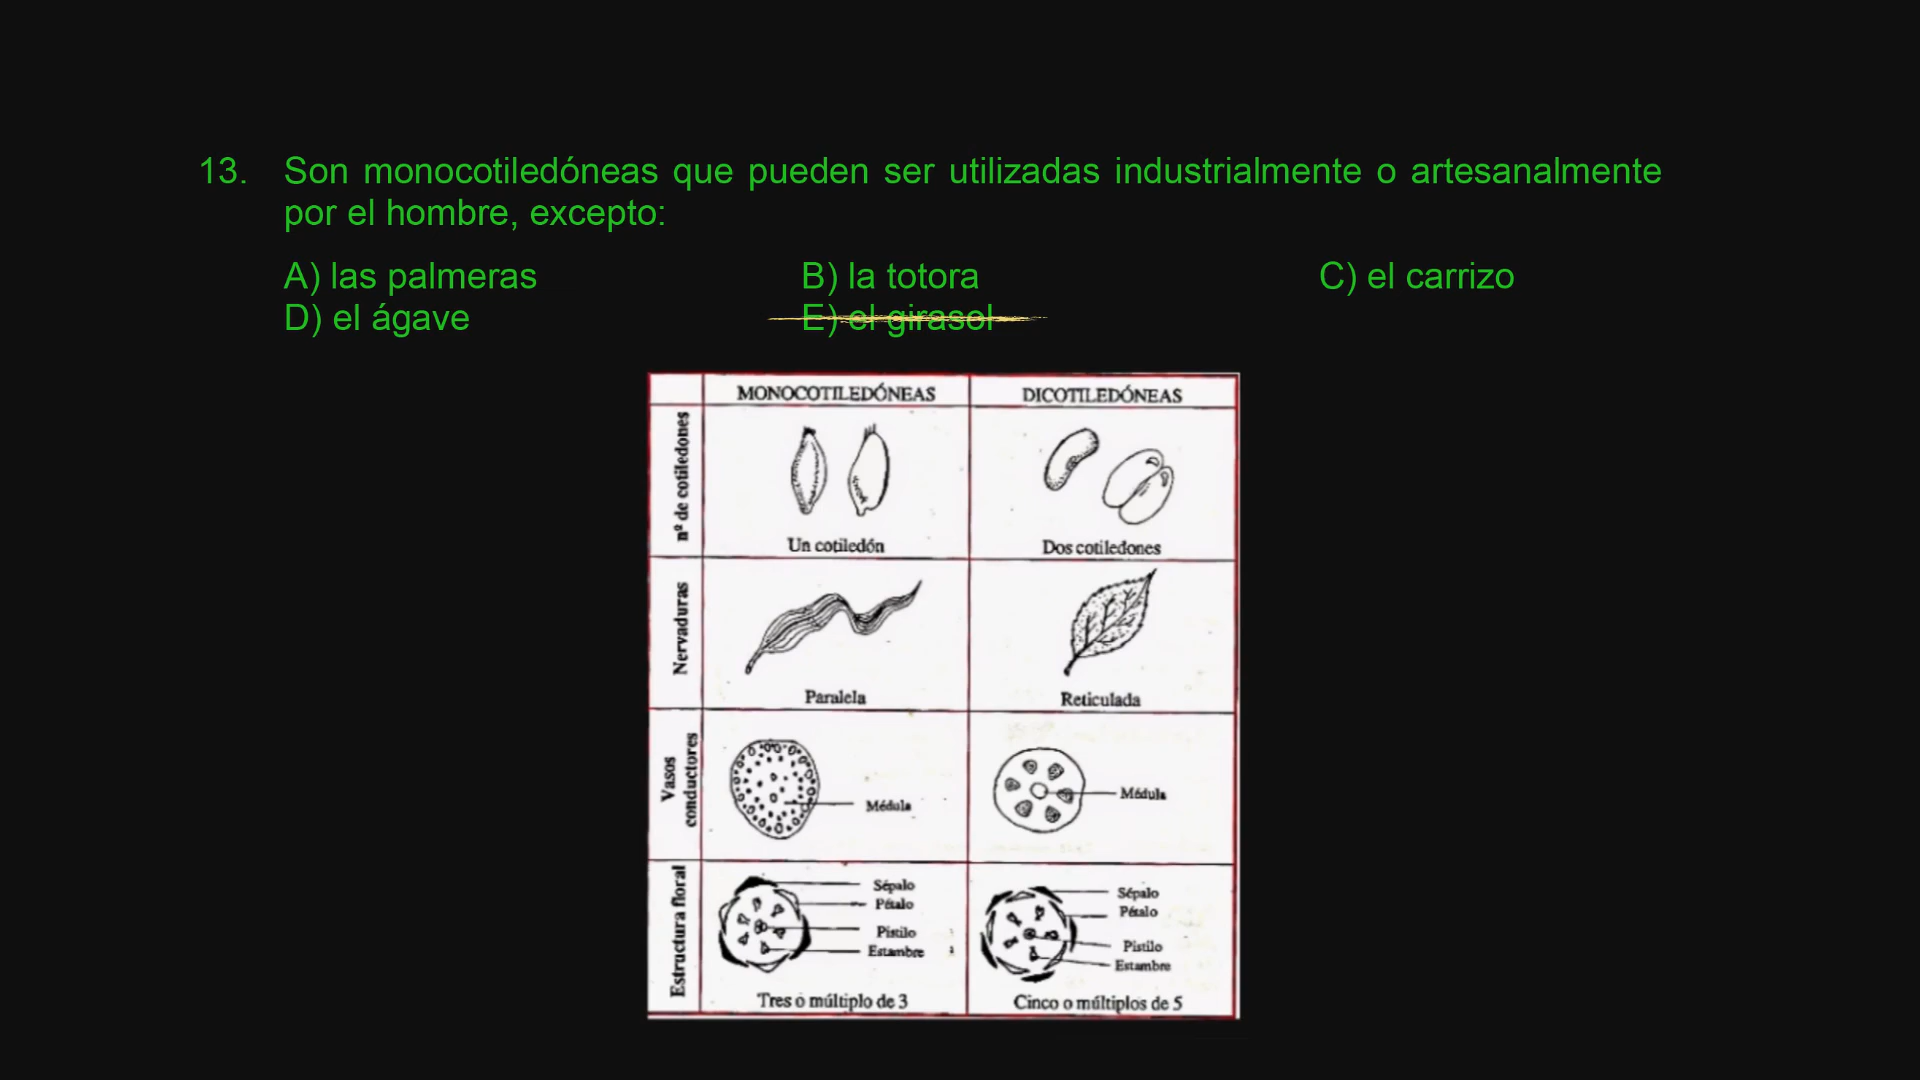 13. Son monocotiledóneas que pueden ser utilizadas industrialmente o artesanalmente
por el hombre, excepto:
A) las palmeras B) la totora C) el carrizo
D) el ágave E) el girasol
MONOCOTILEDÓNEAS DICOTILEDÓNEAS
nº de cotiledones
Un cotiledón Dos cotiledones
Nervaduras
Paralela Reticulada
Vasos
conductores
Médula Médula
Estructura floral
Sépalo Sépalo
Pétalo Pétalo
Pistilo Pistilo
Estambre Estambre
Tres o múltiplo de 3 Cinco o múltiplos de 5